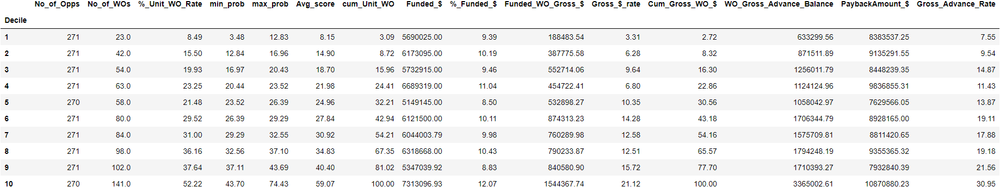 No_of_Opps No_of_WOs %_Unit_WO_Rate min_prob max_prob Avg_score cum_Unit_WO Funded_$ %_Funded_$ Funded_WO_Gross_$ Gross_$_rate Cum_Gross_WO_$ WO_Gross_Advance_Balance PaybackAmount_$ Gross_Advance_Rate
Decile
1 271 23.0 8.49 3.48 12.83 8.15 3.09 5690025.00 9.39 188483.54 3.31 2.72 633299.56 8383537.25 7.55
2 271 42.0 15.50 12.84 16.96 14.90 8.72 6173095.00 10.19 387775.58 6.28 8.32 871511.89 9135291.55 9.54
3 271 54.0 19.93 16.97 20.43 18.70 15.96 5732915.00 9.46 552714.06 9.64 16.30 1256011.79 8448239.35 14.87
4 271 63.0 23.25 20.44 23.52 21.98 24.41 6689319.00 11.04 454722.41 6.80 22.86 1124124.96 9836855.31 11.43
5 270 58.0 21.48 23.52 26.39 24.96 32.21 5149145.00 8.50 532898.27 10.35 30.56 1058042.97 7629566.05 13.87
6 271 80.0 29.52 26.39 29.29 27.84 42.94 6121500.00 10.11 874313.23 14.28 43.18 1706344.79 8928165.00 19.11
7 271 84.0 31.00 29.29 32.55 30.92 54.21 6044003.79 9.98 760289.98 12.58 54.16 1575709.81 8811420.65 17.88
8 271 98.0 36.16 32.56 37.10 34.83 67.35 6318668.00 10.43 790233.87 12.51 65.57 1794248.19 9355365.32 19.18
9 271 102.0 37.64 37.11 43.69 40.40 81.02 5347039.92 8.83 840580.90 15.72 77.70 1710393.27 7932840.39 21.56
10 270 141.0 52.22 43.70 74.43 59.07 100.00 7313096.93 12.07 1544367.74 21.12 100.00 3365002.61 10870880.23 30.95